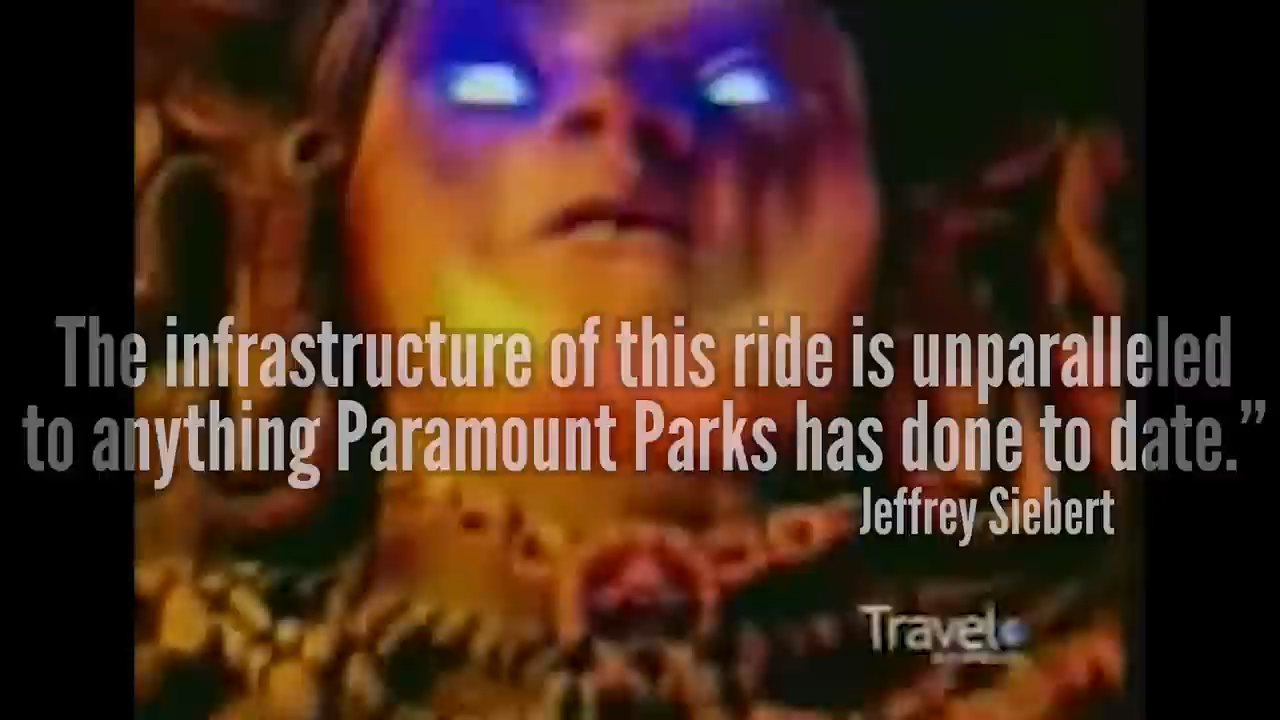 The infrastructure of this ride is unparalleled
to anything Paramount Parks has done to date.”
Jeffrey Siebert
Travel